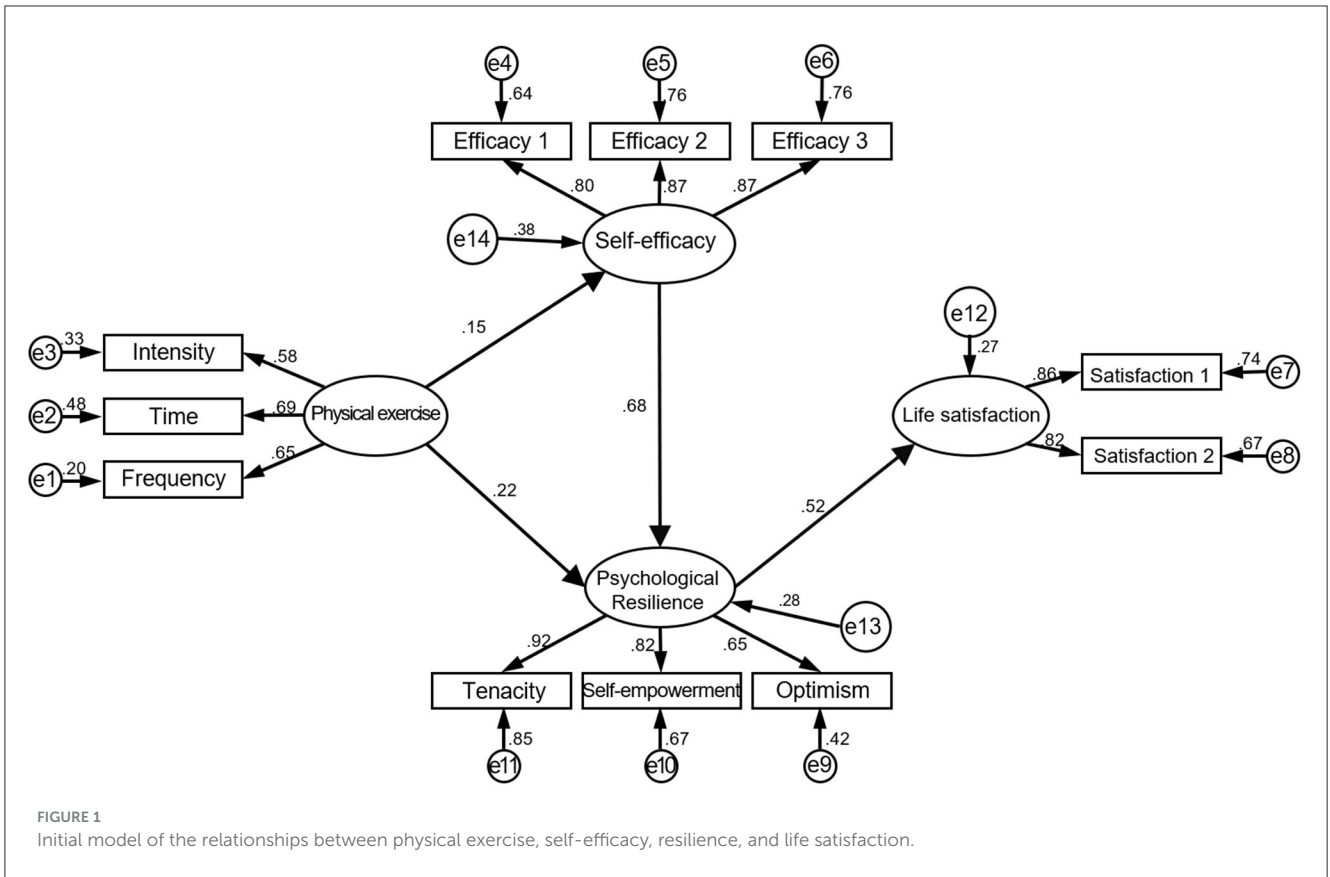 e4
e5
e6
.64
.76
.76
Efficacy 1
Efficacy 2
Efficacy 3
.80
.87
.87
e14
.38
Self-efficacy
e12
.27
e3
.33
Intensity
.58
.15
e2
.48
Time
.69
Physical exercise
.68
.86
Satisfaction 1
.74
e7
Life satisfaction
e1
.20
Frequency
.65
.82
Satisfaction 2
.67
e8
.22
.52
Psychological
Resilience
.28
e13
.92
.82
.65
Tenacity
Self-empowerment
Optimism
.85
.67
.42
e11
e10
e9
FIGURE 1
Initial model of the relationships between physical exercise, self-efficacy, resilience, and life satisfaction.